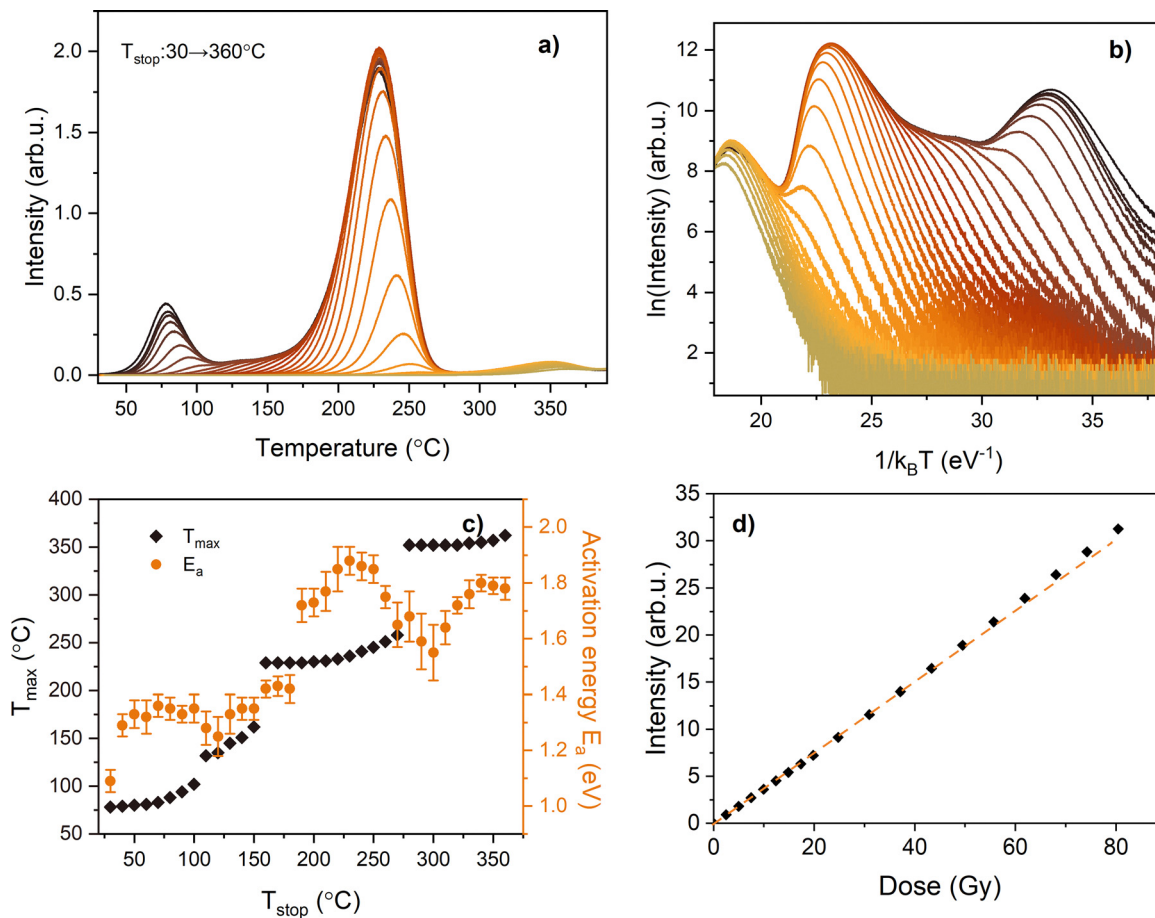 a)
T_stop:30→360°C
Intensity (arb.u.)
2.0
1.5
1.0
0.5
0.0
50 100 150 200 250 300 350
Temperature (°C)
b)
ln(Intensity) (arb.u.)
12
10
8
6
4
2
20 25 30 35
1/k_BT (eV⁻¹)
c)
T_max
E_a
T_max (°C)
400
350
300
250
200
150
100
50
2.0
1.8
1.6
1.4
1.2
1.0
Activation energy E_a (eV)
50 100 150 200 250 300 350
T_stop (°C)
d)
Intensity (arb.u.)
35
30
25
20
15
10
5
0
0 20 40 60 80
Dose (Gy)